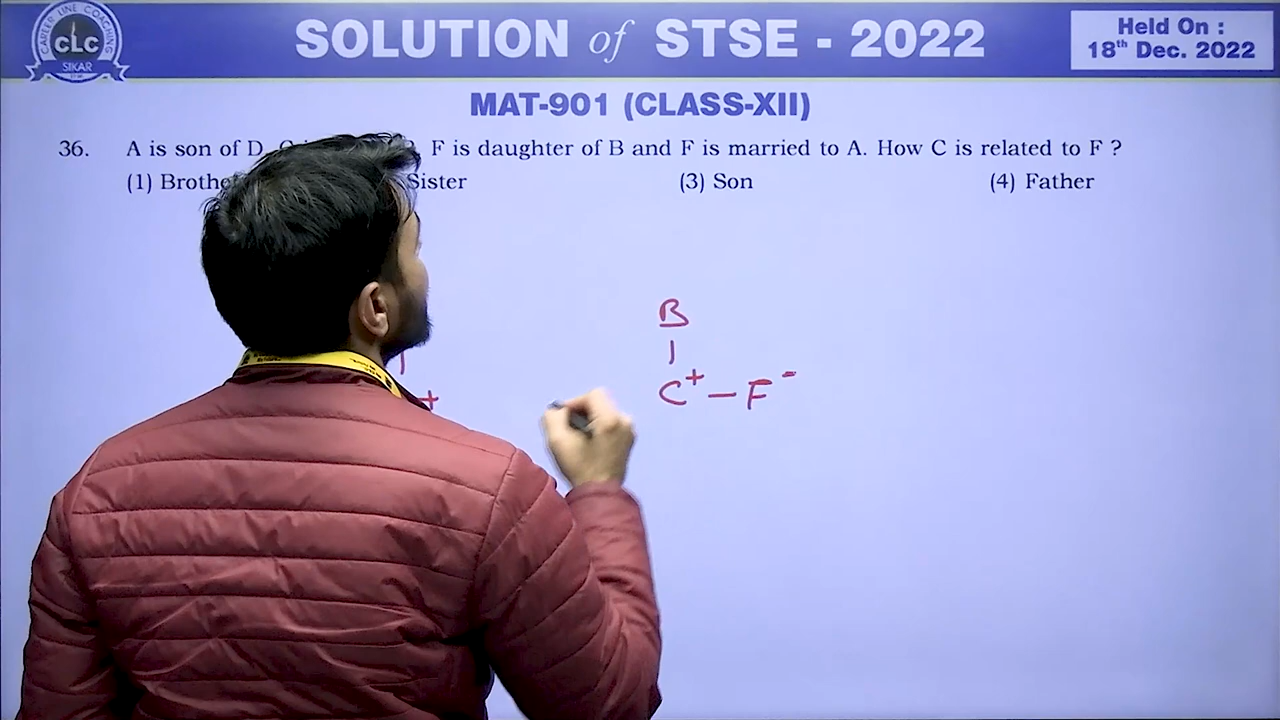 CAREER LINE COACHING
CLC
SIKAR
SOLUTION of STSE - 2022
Held On :
18th Dec. 2022
MAT-901 (CLASS-XII)
36. A is son of D. F is daughter of B and F is married to A. How C is related to F ?
(1) Brothe Sister (3) Son (4) Father
B
C+ – F-
+